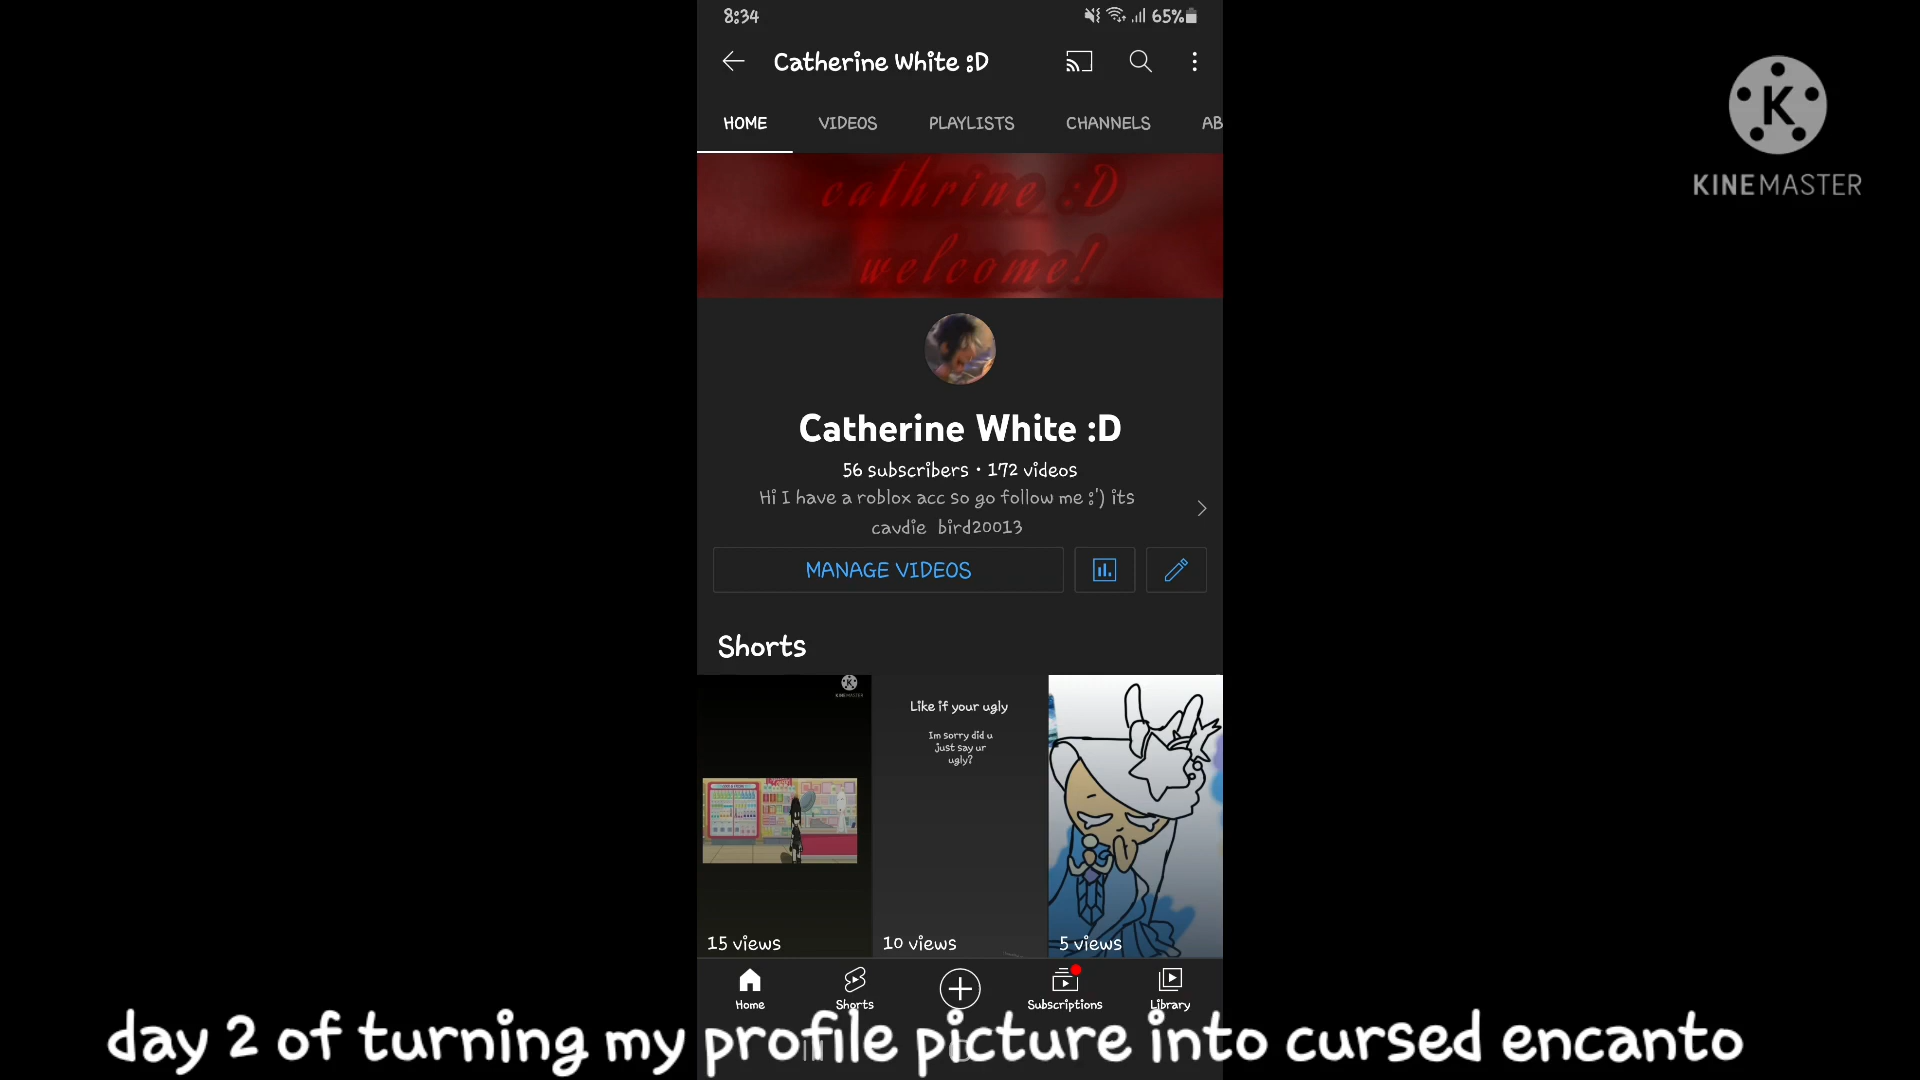 8:34
65%
Catherine White :D
HOME VIDEOS PLAYLISTS CHANNELS AB
K
KINEMASTER
cathrine :D
welcome!
Catherine White :D
56 subscribers • 172 videos
Hi I have a roblox acc so go follow me :') its
cavdie bird20013
MANAGE VIDEOS
Shorts
K
KINEMASTER
Like if your ugly
Im sorry did u
just say ur
ugly?
15 views
10 views
5 views
Home Shorts Subscriptions Library
day 2 of turning my profile picture into cursed encanto